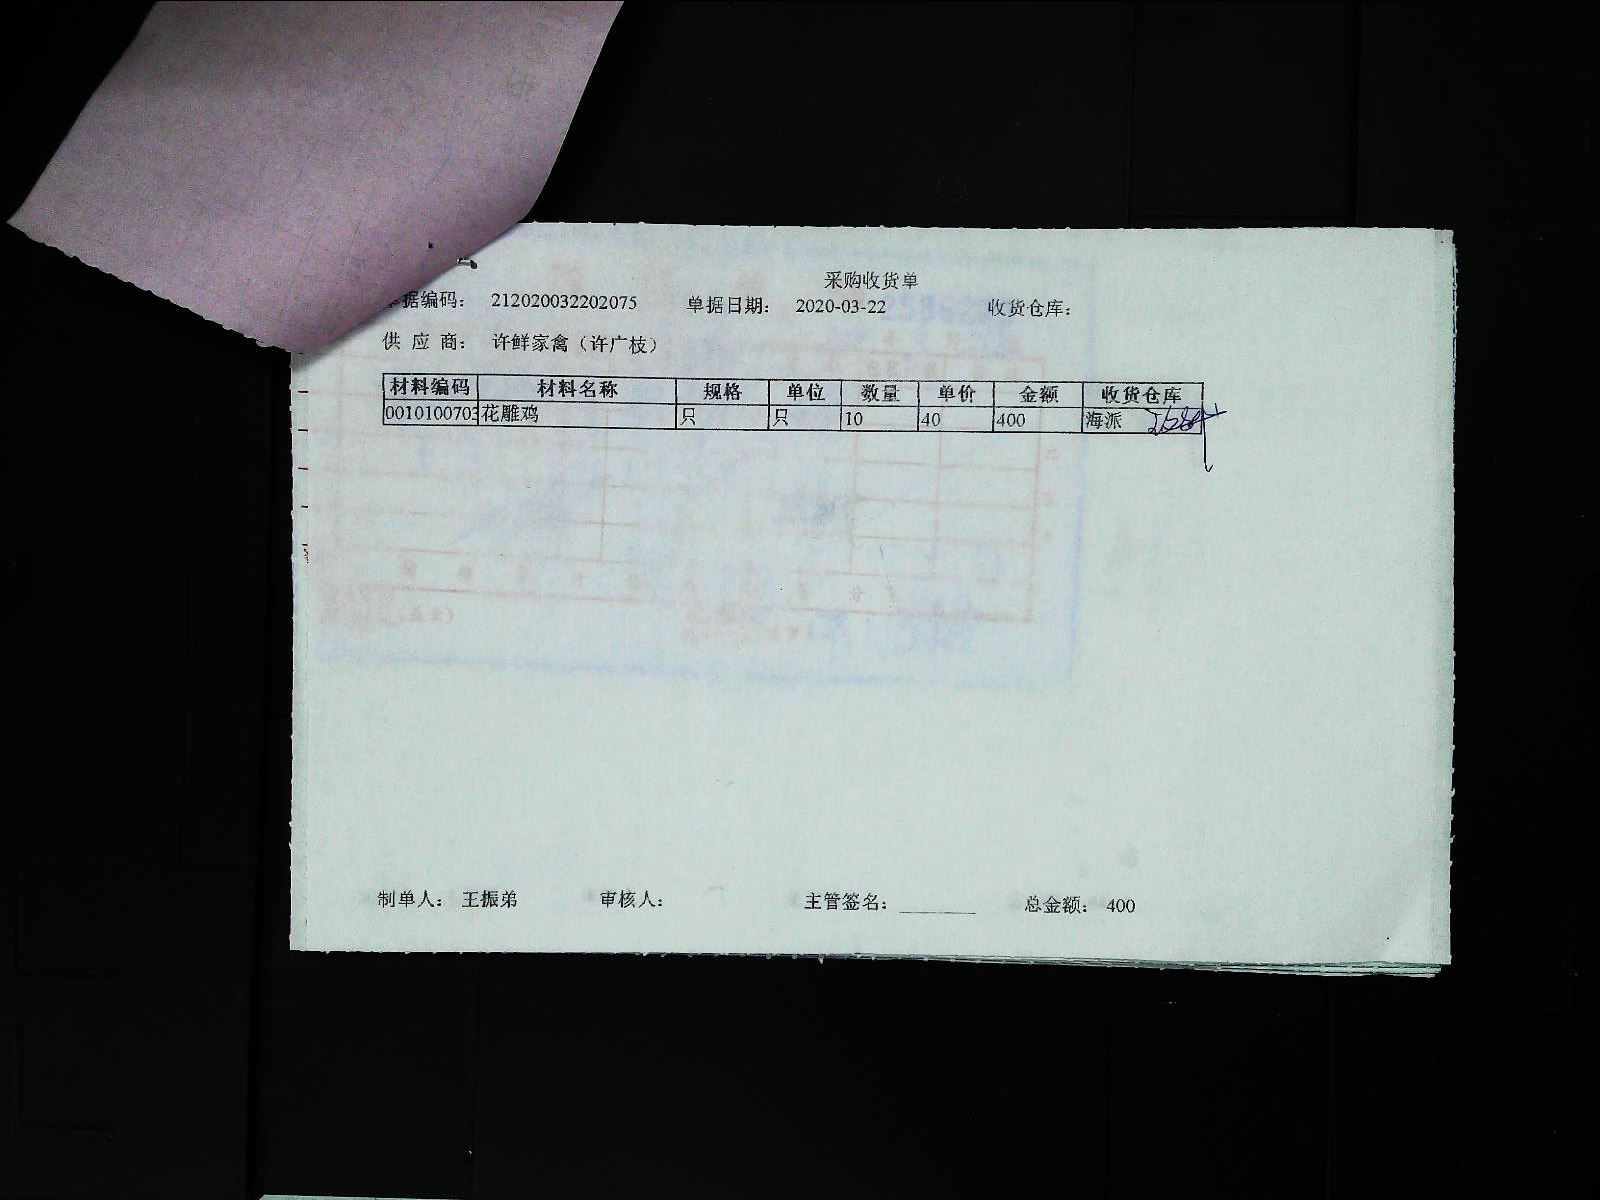 采购收货单
据编码： 212020032202075 单据日期： 2020-03-22 收货仓库：
供 应 商： 许鲜家禽（许广枝）
材料编码 材料名称 规格 单位 数量 单价 金额 收货仓库
0010100703 花雕鸡 只 只 10 40 400 海派
制单人： 王振弟 审核人： 主管签名： 总金额： 400